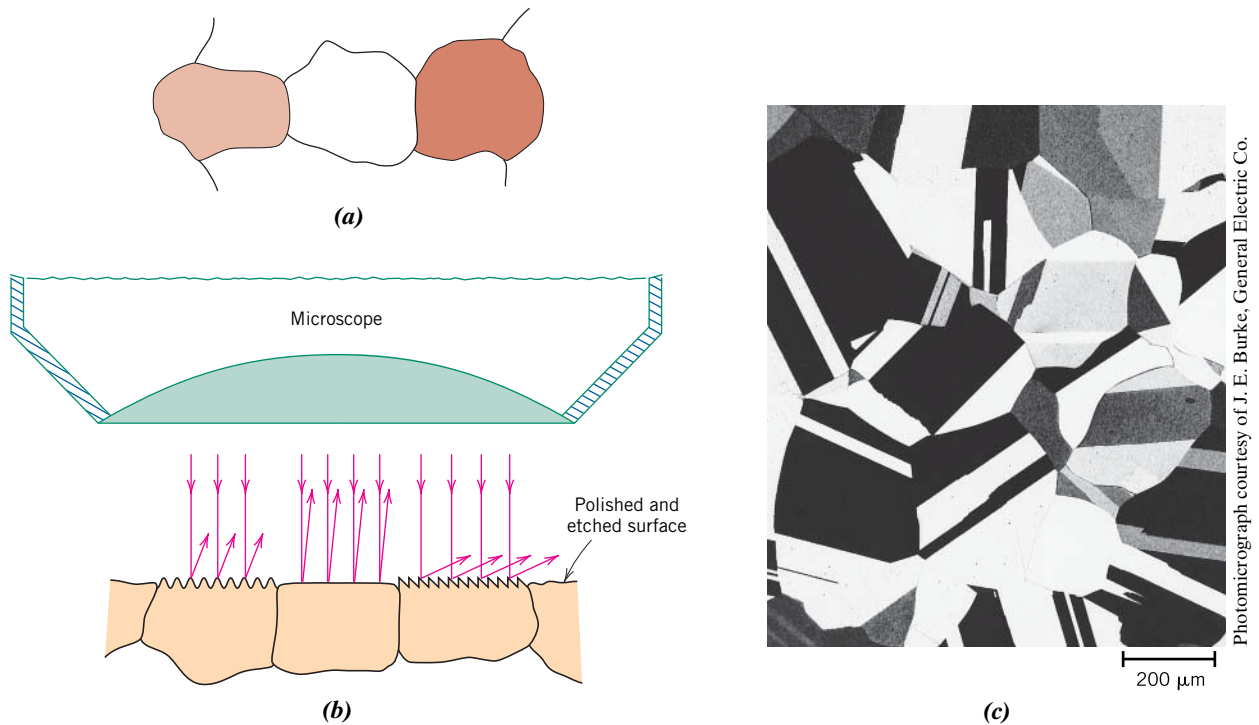 (a)
Microscope
Polished and
etched surface
(b)
Photomicrograph courtesy of J. E. Burke, General Electric Co.
200 μm
(c)